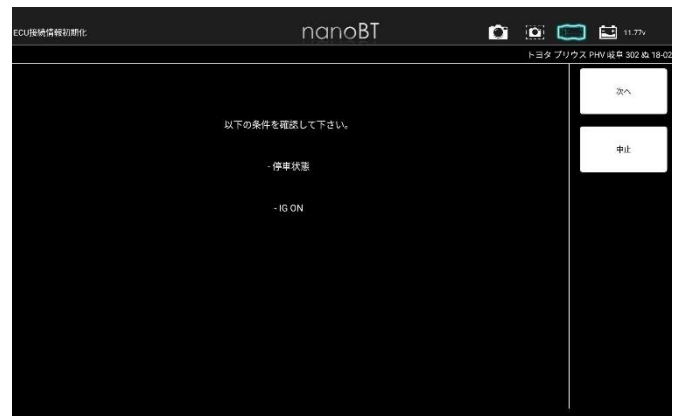 ECU接続情報初期化
nanoBT
11.77v
トヨタ プリウス PHV 岐阜 302 ぬ 18-02
次へ
以下の条件を確認して下さい。
中止
- 停車状態
- IG ON